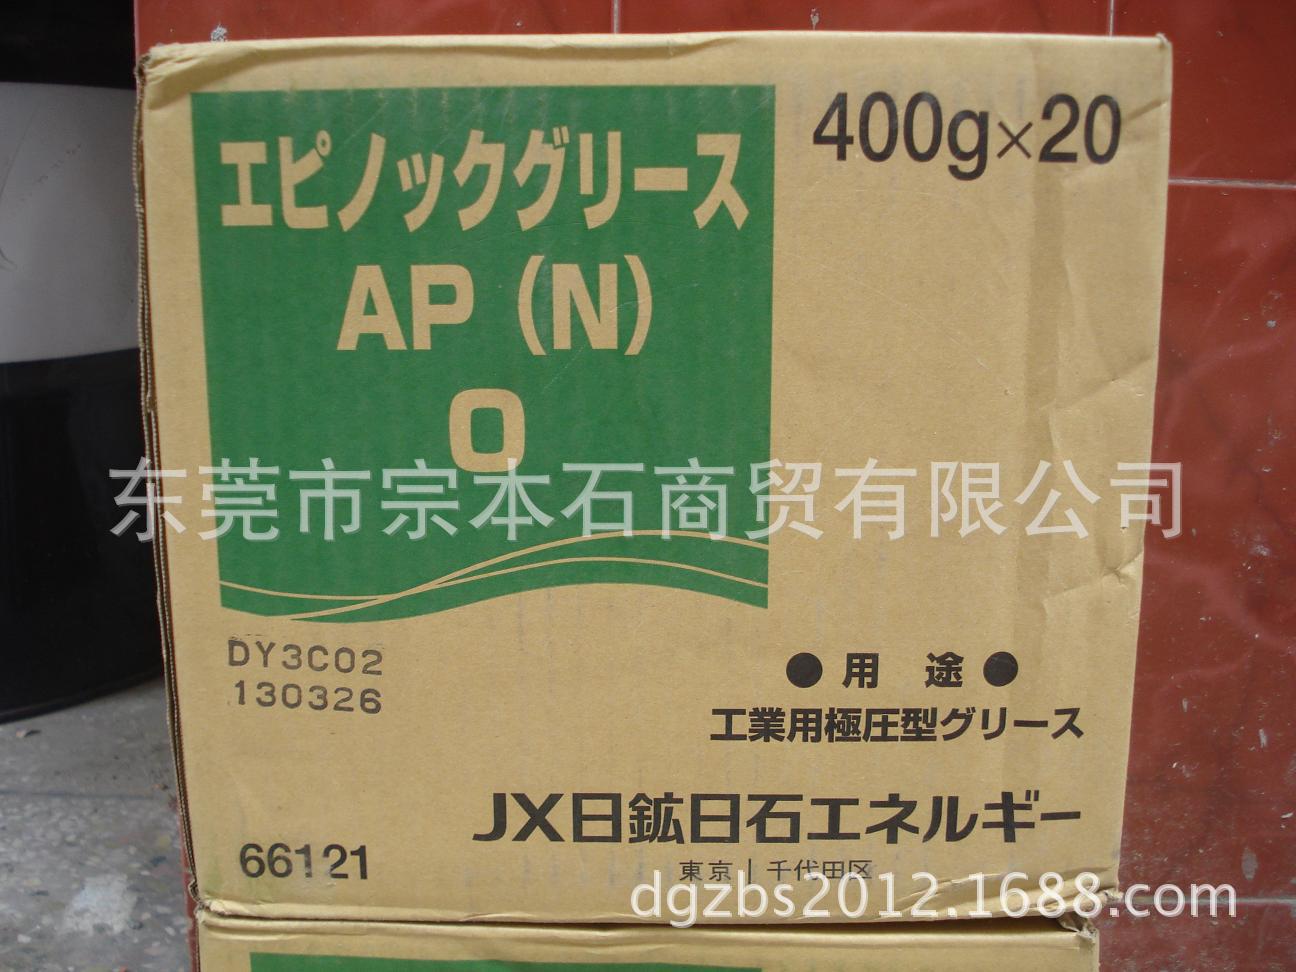 400g×20
エピノックグリース
AP(N)
0
东莞市宗本石商贸有限公司
DY3C02
130326
●用 途●
工業用極圧型グリース
JX日鉱日石エネルギー
66121
東京 千代田区
dgzbs2012.1688.com